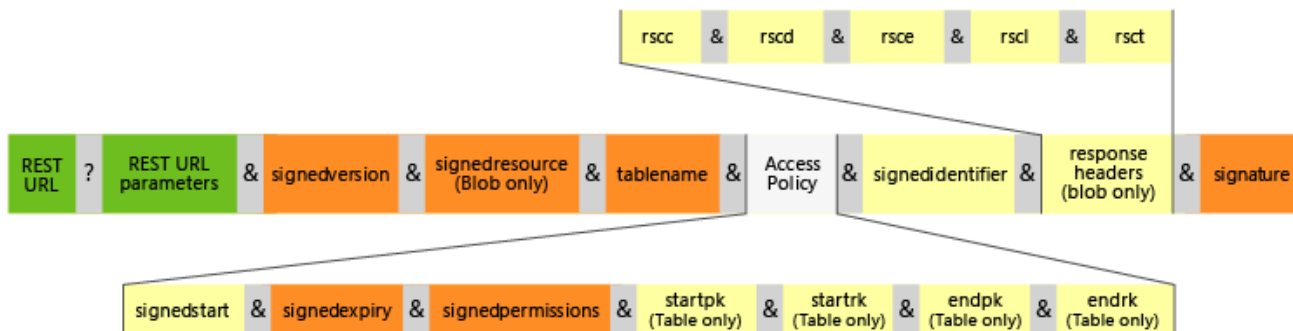 rscc & rscd & rsce & rscl & rsct
REST URL ? REST URL parameters & signedversion & signedresource (Blob only) & tablename & Access Policy & signedidentifier & response headers (blob only) & signature
signedstart & signedexpiry & signedpermissions & startpk (Table only) & startrk (Table only) & endpk (Table only) & endrk (Table only)